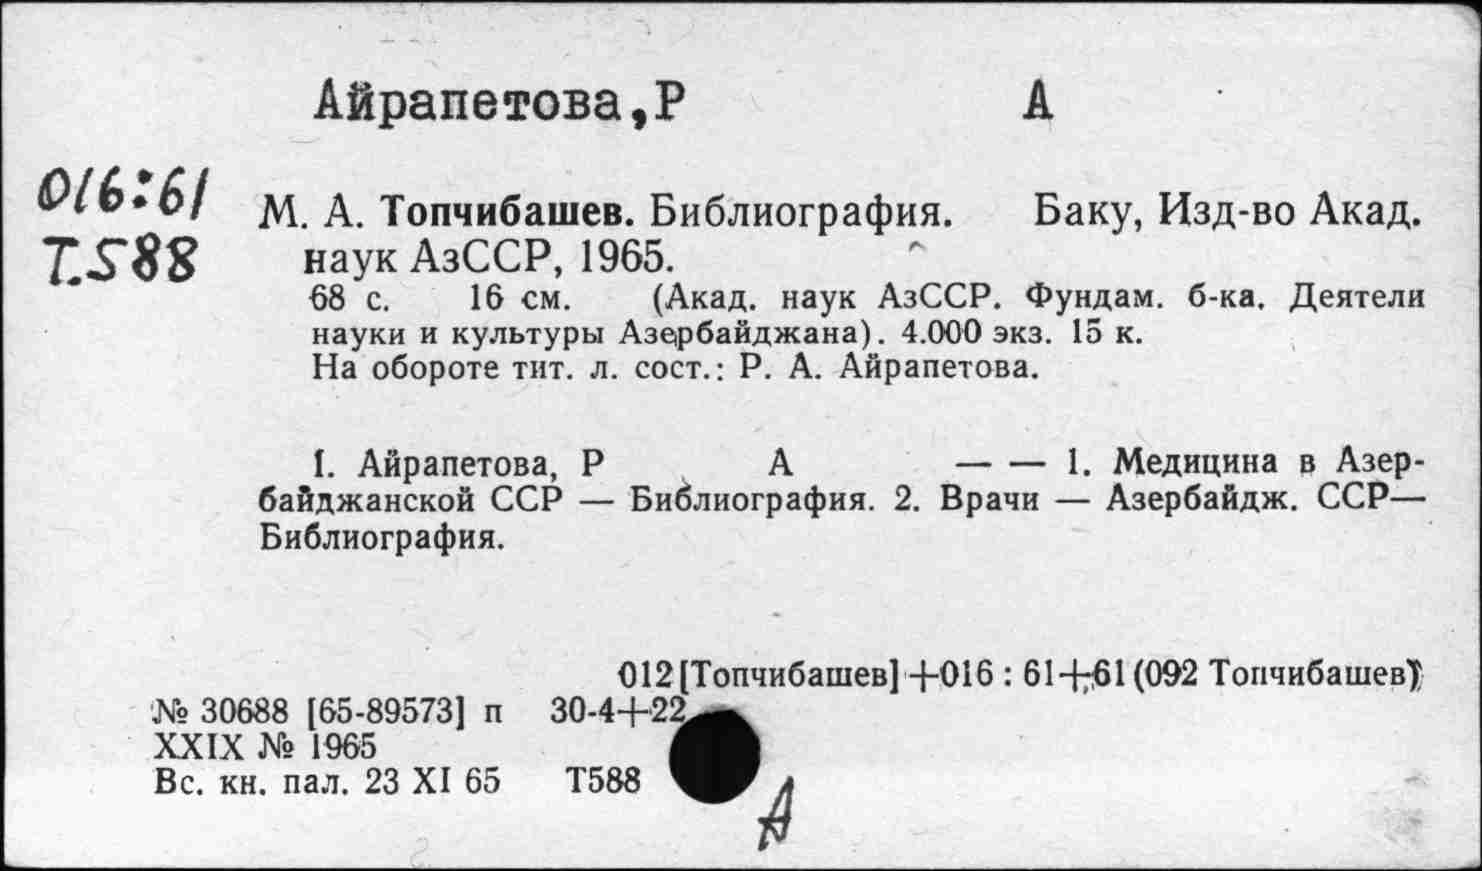 Айрапетова,Р А
016:61
Т.588
М. А. Топчибашев. Библиография. Баку, Изд-во Акад.
наук АзССР, 1965.
68 с. 16 см. (Акад. наук АзССР. Фундам. б-ка. Деятели
науки и культуры Азербайджана). 4.000 экз. 15 к.
На обороте тит. л. сост.: Р. А. Айрапетова.
I. Айрапетова, Р А — — 1. Медицина в Азер-
байджанской ССР — Библиография. 2. Врачи — Азербайдж. ССР—
Библиография.
012[Топчибашев]+016 : 61+61(092 Топчибашев)
№ 30688 [65-89573] п 30-4+22
XXIX № 1965
Вс. кн. пал. 23 XI 65 Т588